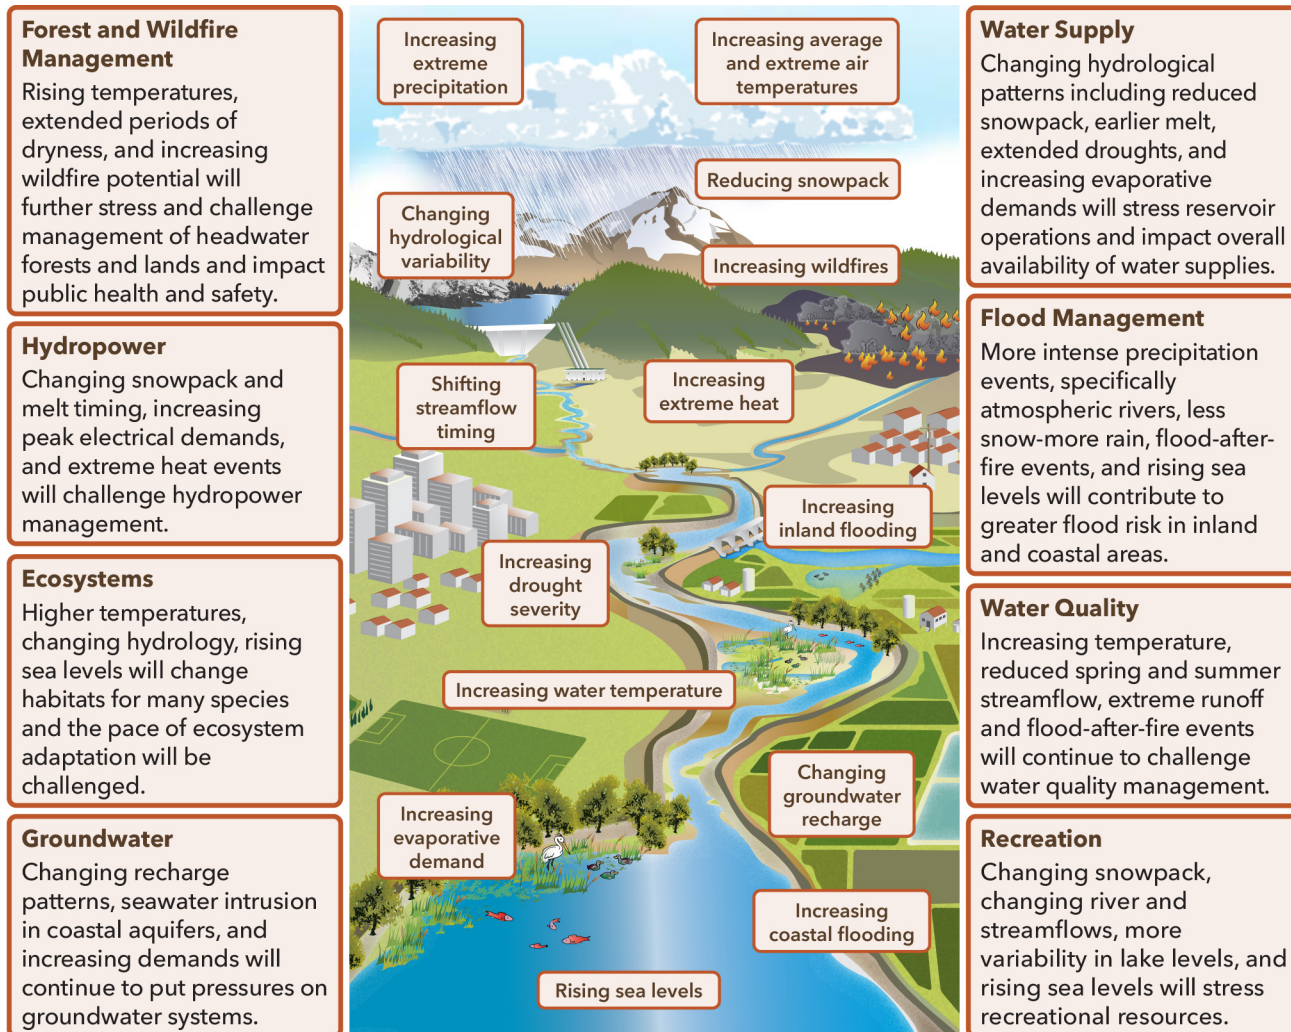 Forest and Wildfire
Management
Rising temperatures,
extended periods of
dryness, and increasing
wildfire potential will
further stress and challenge
management of headwater
forests and lands and impact
public health and safety.
Hydropower
Changing snowpack and
melt timing, increasing
peak electrical demands,
and extreme heat events
will challenge hydropower
management.
Ecosystems
Higher temperatures,
changing hydrology, rising
sea levels will change
habitats for many species
and the pace of ecosystem
adaptation will be
challenged.
Groundwater
Changing recharge
patterns, seawater intrusion
in coastal aquifers, and
increasing demands will
continue to put pressures on
groundwater systems.
Increasing
extreme
precipitation
Increasing average
and extreme air
temperatures
Reducing snowpack
Changing
hydrological
variability
Increasing wildfires
Shifting
streamflow
timing
Increasing
extreme heat
Increasing
inland flooding
Increasing
drought
severity
Increasing water temperature
Changing
groundwater
recharge
Increasing
evaporative
demand
Increasing
coastal flooding
Rising sea levels
Water Supply
Changing hydrological
patterns including reduced
snowpack, earlier melt,
extended droughts, and
increasing evaporative
demands will stress reservoir
operations and impact overall
availability of water supplies.
Flood Management
More intense precipitation
events, specifically
atmospheric rivers, less
snow-more rain, flood-after-
fire events, and rising sea
levels will contribute to
greater flood risk in inland
and coastal areas.
Water Quality
Increasing temperature,
reduced spring and summer
streamflow, extreme runoff
and flood-after-fire events
will continue to challenge
water quality management.
Recreation
Changing snowpack,
changing river and
streamflows, more
variability in lake levels, and
rising sea levels will stress
recreational resources.